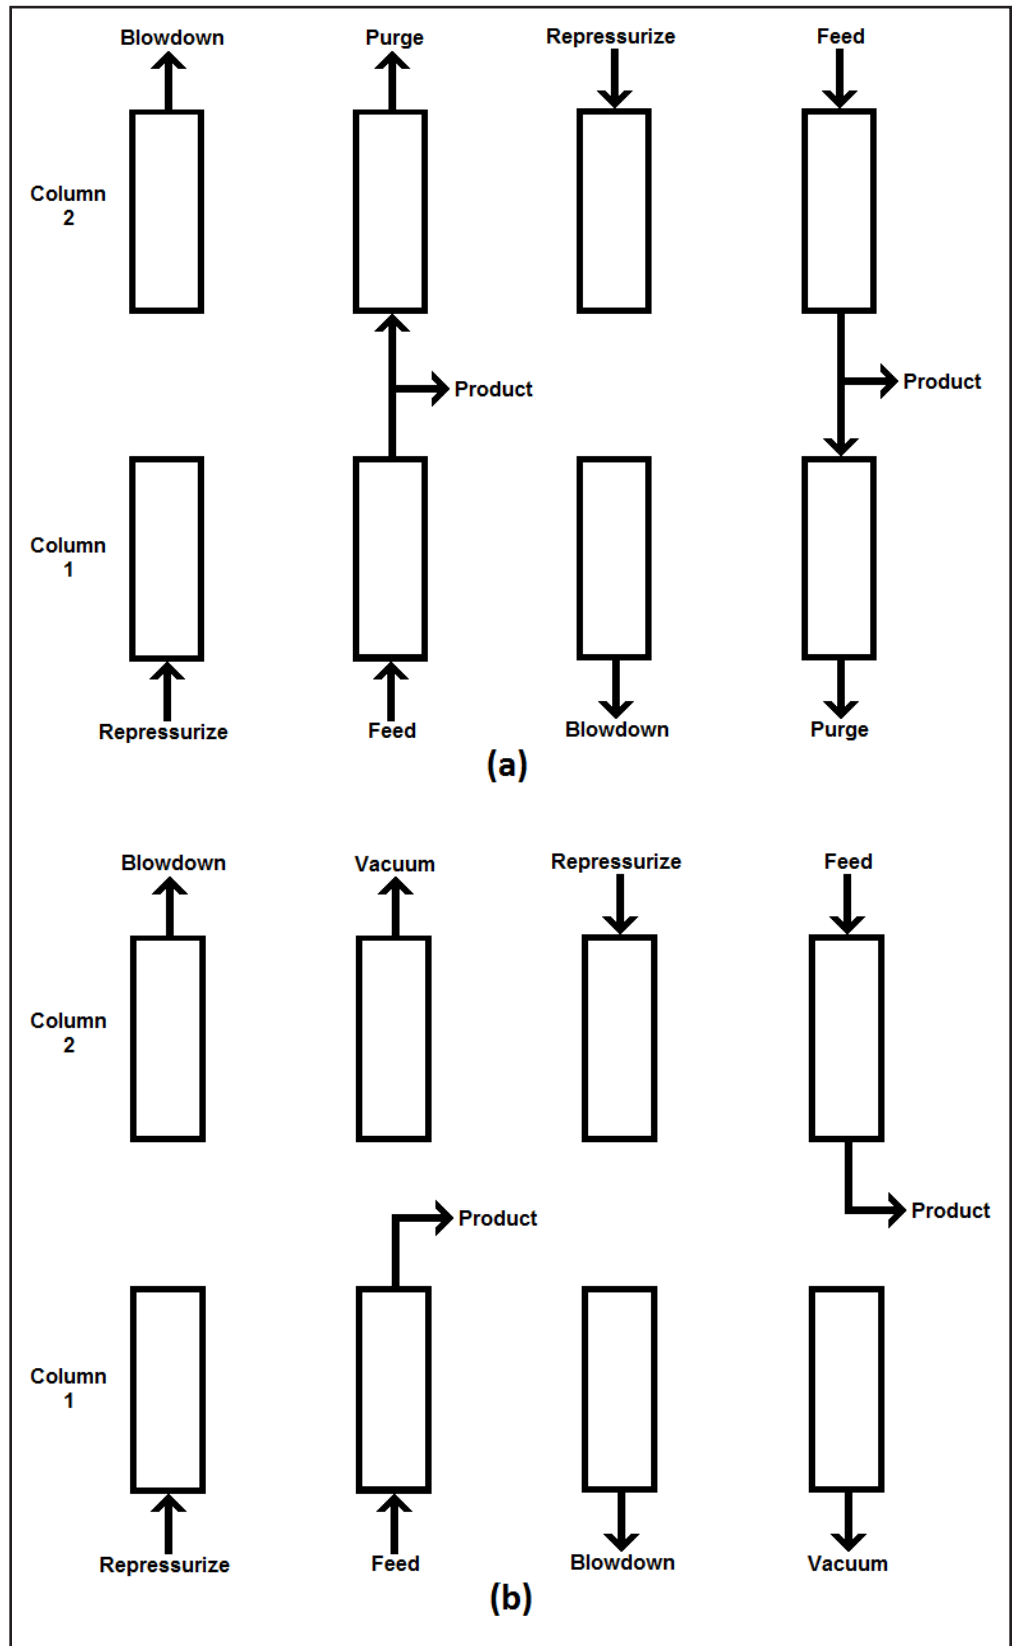 Blowdown Purge Repressurize Feed
Column
2
Product Product
Column
1
Repressurize Feed Blowdown Purge
(a)
Blowdown Vacuum Repressurize Feed
Column
2
Product Product
Column
1
Repressurize Feed Blowdown Vacuum
(b)